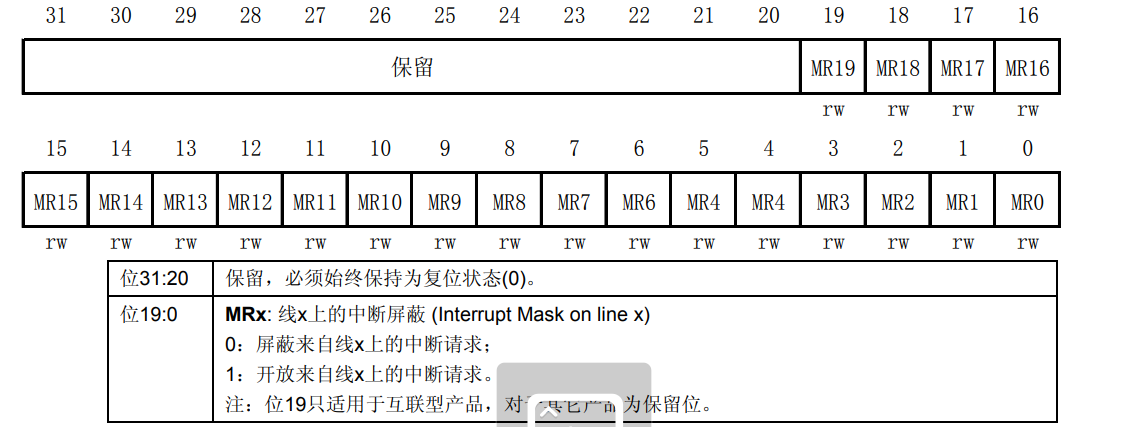 31 30 29 28 27 26 25 24 23 22 21 20 19 18 17 16
保留 MR19 MR18 MR17 MR16
rw rw rw rw
15 14 13 12 11 10 9 8 7 6 5 4 3 2 1 0
MR15 MR14 MR13 MR12 MR11 MR10 MR9 MR8 MR7 MR6 MR4 MR4 MR3 MR2 MR1 MR0
rw rw rw rw rw rw rw rw rw rw rw rw rw rw rw rw
位31:20 保留，必须始终保持为复位状态(0)。
位19:0 MRx: 线x上的中断屏蔽 (Interrupt Mask on line x)
0：屏蔽来自线x上的中断请求；
1：开放来自线x上的中断请求。
注：位19只适用于互联型产品，对于其它产品为保留位。